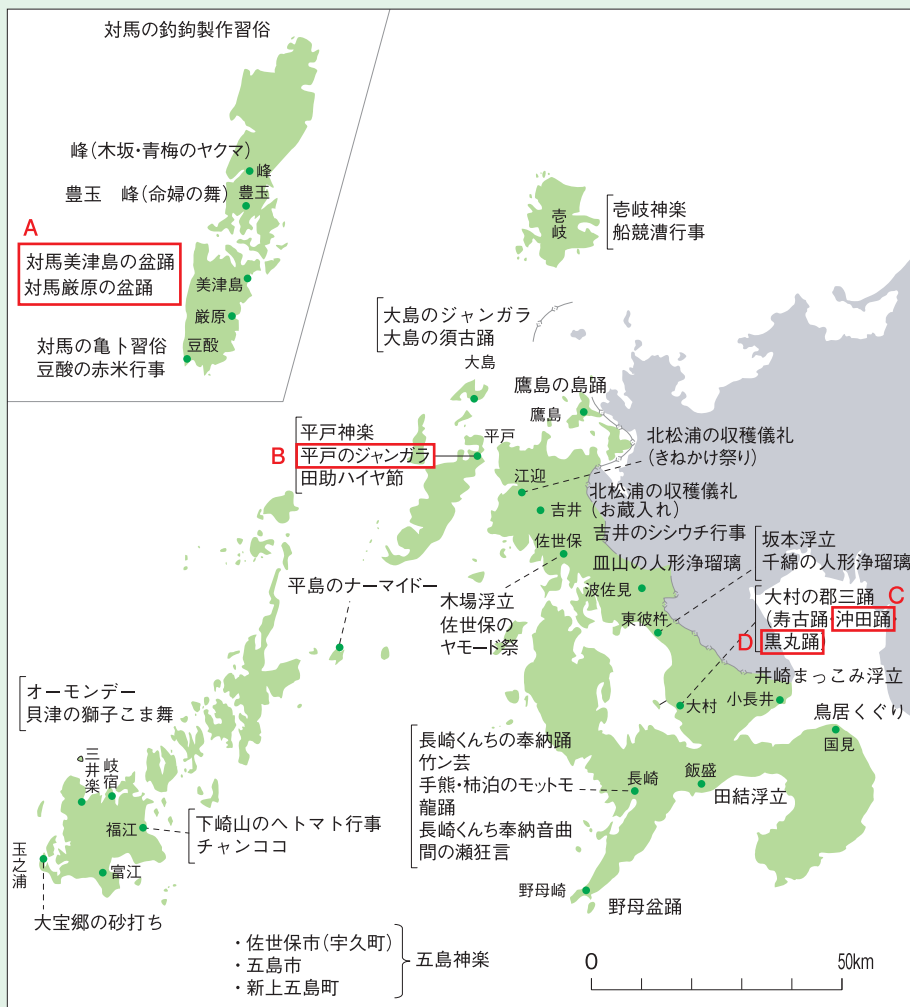 対馬の釣鉤製作習俗
峰(木坂・青梅のヤクマ)
峰
豊玉　峰(命婦の舞)
豊玉
A
対馬美津島の盆踊
対馬厳原の盆踊
美津島
厳原
対馬の亀卜習俗
豆酘の赤米行事
豆酘
壱岐
壱岐神楽
船競漕行事
大島のジャンガラ
大島の須古踊
大島
鷹島の島踊
鷹島
B
平戸神楽
平戸のジャンガラ
田助ハイヤ節
平戸
北松浦の収穫儀礼
(きねかけ祭り)
江迎
北松浦の収穫儀礼
(お蔵入れ)
吉井
吉井のシシウチ行事
佐世保
皿山の人形浄瑠璃
坂本浮立
千綿の人形浄瑠璃
波佐見
平島のナーマイドー
木場浮立
佐世保の
ヤモード祭
東彼杵
大村の郡三踊
C
(寿古踊・沖田踊・
D
黒丸踊)
井崎まっこみ浮立
大村
小長井
鳥居くぐり
国見
オーモンデー
貝津の獅子こま舞
三井楽
岐宿
福江
下崎山のヘトマト行事
チャンココ
玉之浦
富江
大宝郷の砂打ち
長崎くんちの奉納踊
竹ン芸
手熊・柿泊のモットモ
龍踊
長崎くんち奉納音曲
間の瀬狂言
長崎
飯盛
田結浮立
野母崎
野母盆踊
・佐世保市(宇久町)
・五島市
・新上五島町
五島神楽
0
50km